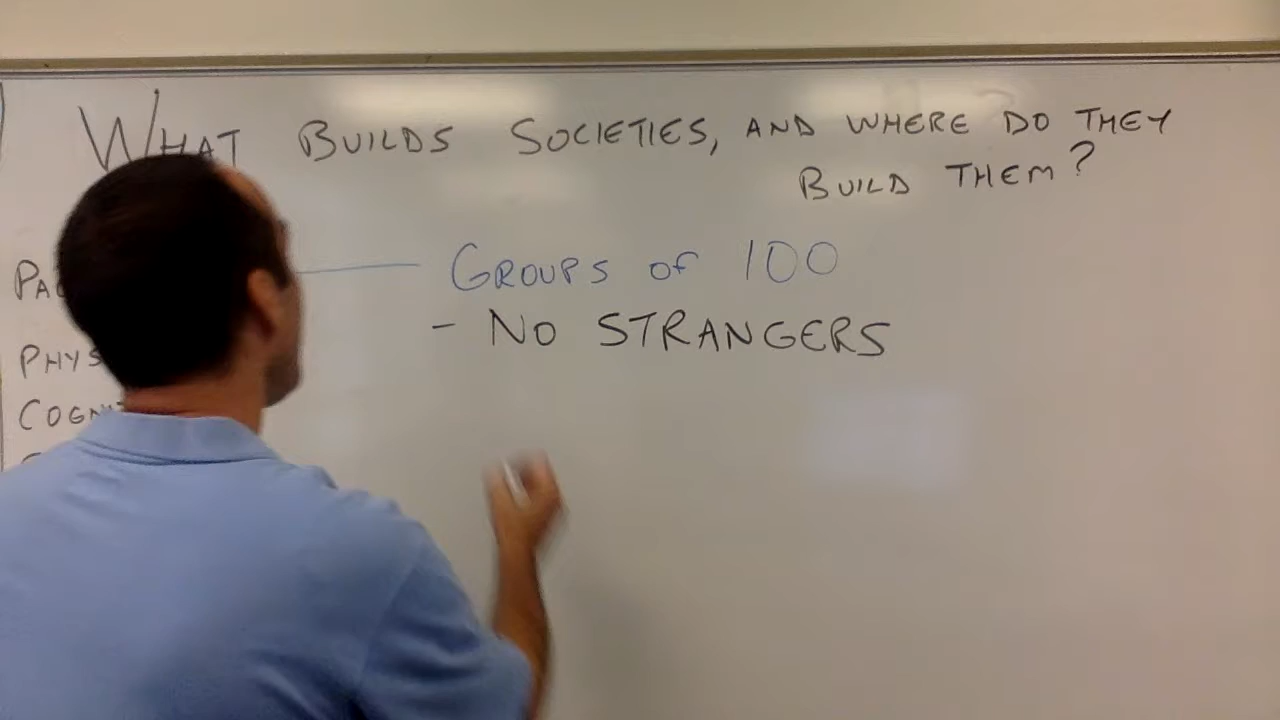 WHAT BUILDS SOCIETIES, AND WHERE DO THEY
BUILD THEM?
GROUPS OF 100
- NO STRANGERS